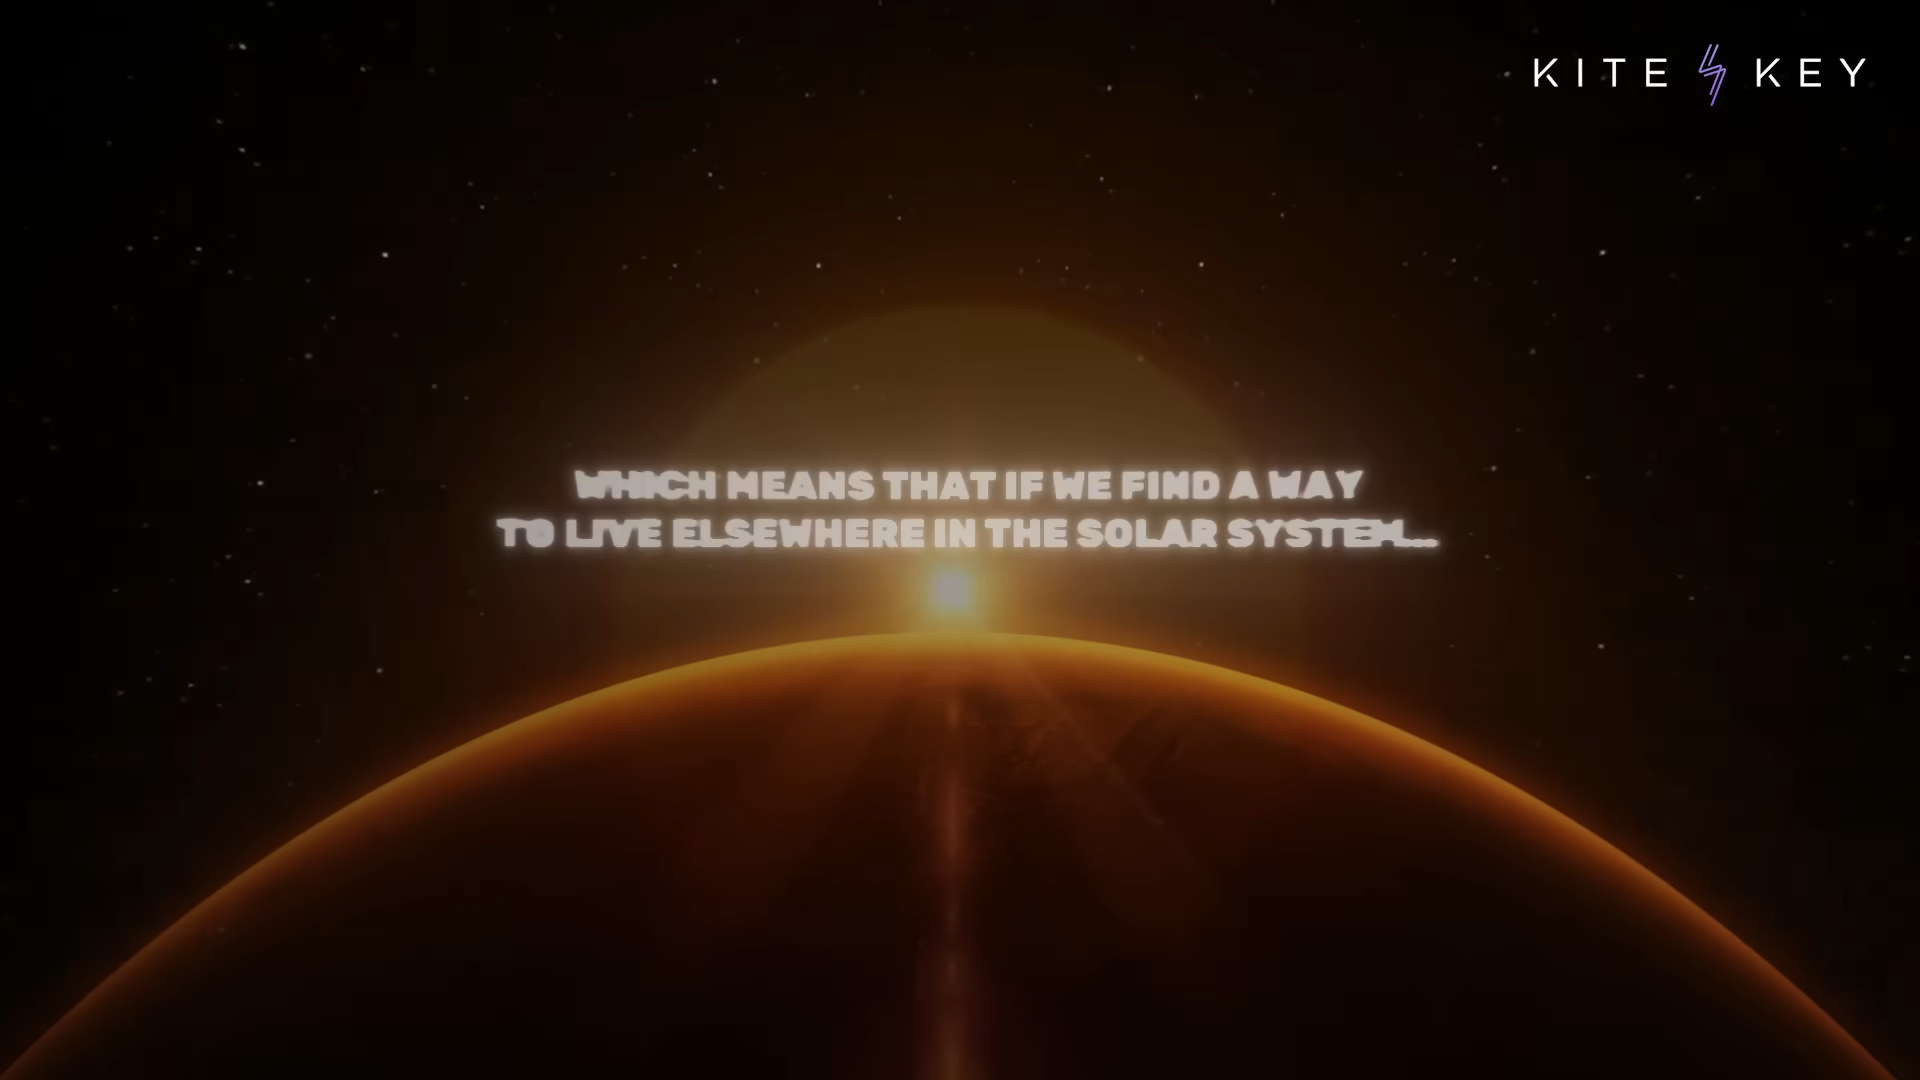 KITE KEY
WHICH MEANS THAT IF WE FIND A WAY
TO LIVE ELSEWHERE IN THE SOLAR SYSTEM...